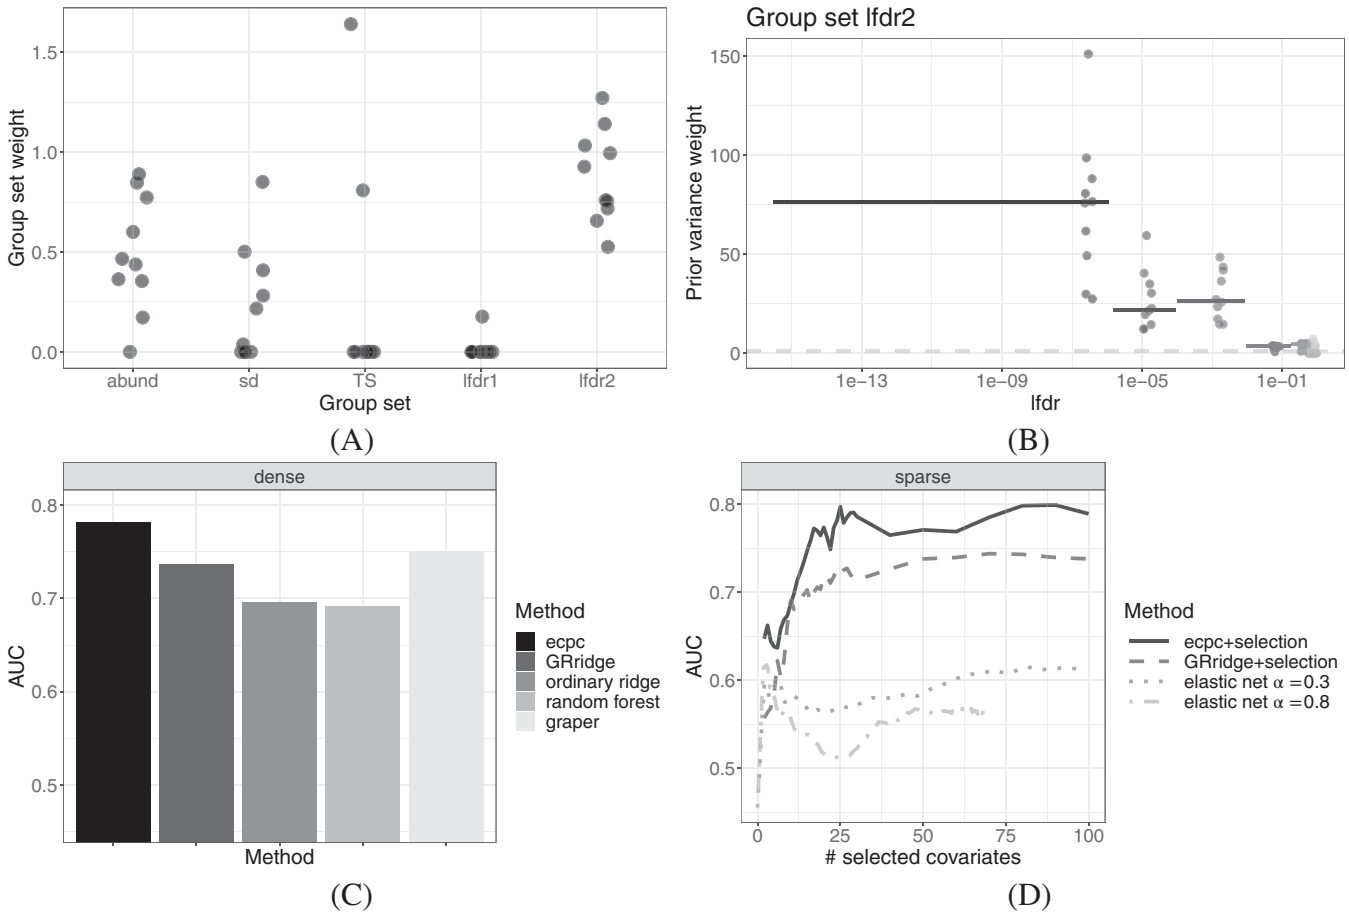 Group set weight
1.5
1.0
0.5
0.0
abund sd TS lfdr1 lfdr2
Group set
(A)
Group set lfdr2
Prior variance weight
150
100
50
0
1e−13 1e−09 1e−05 1e−01
lfdr
(B)
dense
AUC
0.8
0.7
0.6
0.5
Method
Method
ecpc
GRridge
ordinary ridge
random forest
graper
(C)
sparse
AUC
0.8
0.7
0.6
0.5
0 25 50 75 100
# selected covariates
Method
ecpc+selection
GRridge+selection
elastic net α =0.3
elastic net α =0.8
(D)